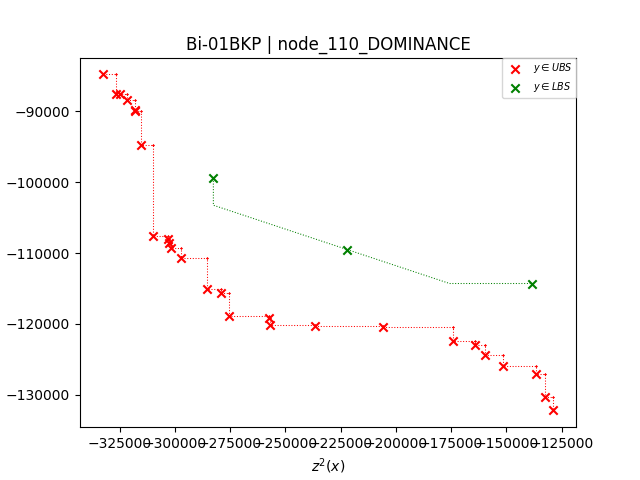 Bi-01BKP | node_110_DOMINANCE
y ∈ UBS
y ∈ LBS
−90000
−100000
−110000
−120000
−130000
−325000 −300000 −275000 −250000 −225000 −200000 −175000 −150000 −125000
z²(x)